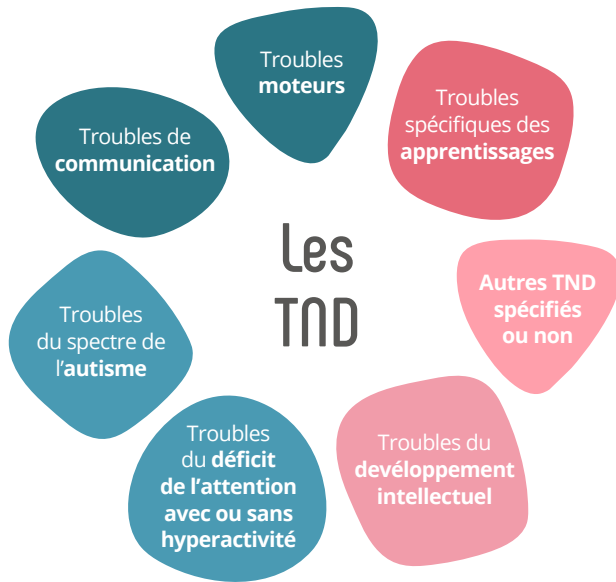 Troubles
moteurs
Troubles
spécifiques des
apprentissages
Troubles de
communication
Les
TND
Autres TND
spécifiés
ou non
Troubles
du spectre de
l’autisme
Troubles
du déficit
de l’attention
avec ou sans
hyperactivité
Troubles du
devéloppement
intellectuel